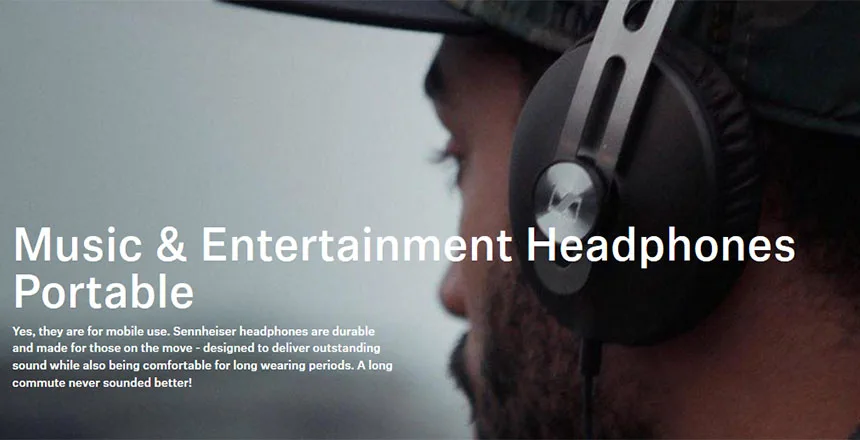 Music & Entertainment Headphones
Portable
Yes, they are for mobile use. Sennheiser headphones are durable
and made for those on the move - designed to deliver outstanding
sound while also being comfortable for long wearing periods. A long
commute never sounded better!